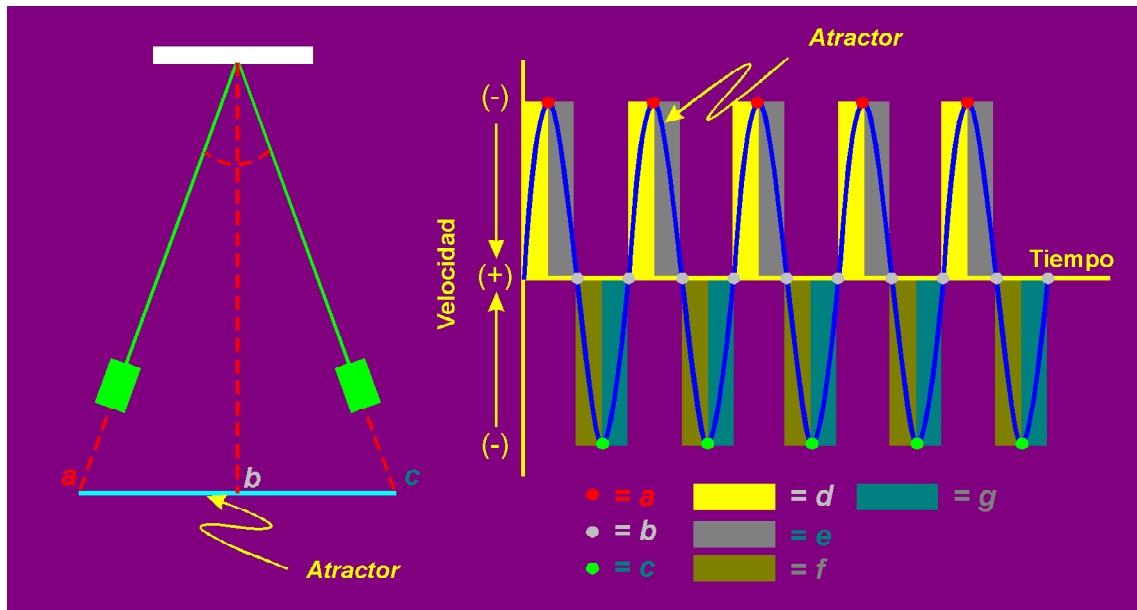 a
b
c
Atractor
Atractor
(-)
(+)
(-)
Velocidad
Tiempo
= a
= d
= g
= b
= e
= c
= f